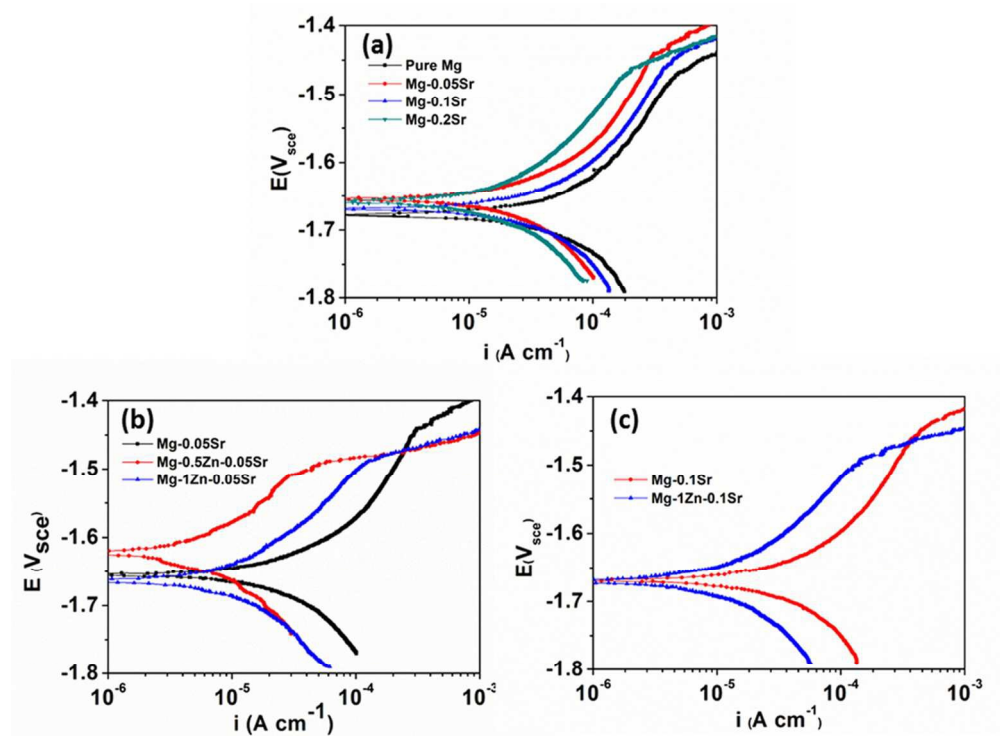 (a)
Pure Mg
Mg-0.05Sr
Mg-0.1Sr
Mg-0.2Sr
E(Vsce)
-1.4
-1.5
-1.6
-1.7
-1.8
10-6
10-5
10-4
10-3
i (A cm-1)
(b)
Mg-0.05Sr
Mg-0.5Zn-0.05Sr
Mg-1Zn-0.05Sr
E (Vsce)
-1.4
-1.5
-1.6
-1.7
-1.8
10-6
10-5
10-4
10-3
i (A cm-1)
(c)
Mg-0.1Sr
Mg-1Zn-0.1Sr
E(Vsce)
-1.4
-1.5
-1.6
-1.7
-1.8
10-6
10-5
10-4
10-3
i (A cm-1)